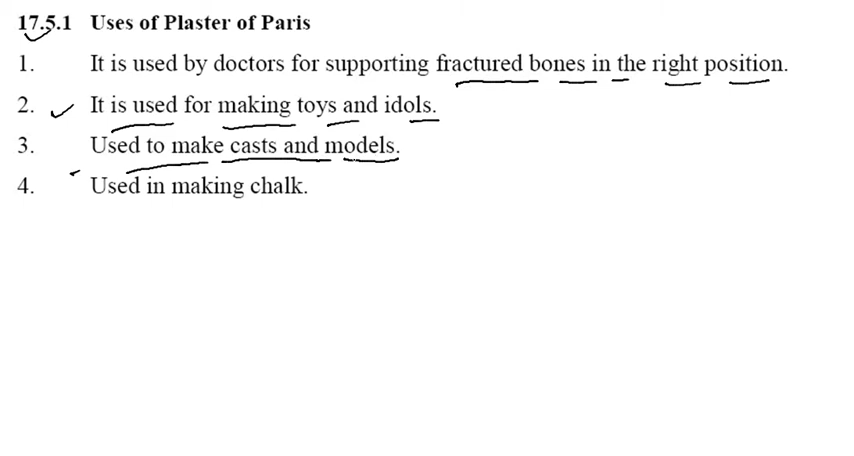 17.5.1 Uses of Plaster of Paris
1. It is used by doctors for supporting fractured bones in the right position.
2. It is used for making toys and idols.
3. Used to make casts and models.
4. Used in making chalk.